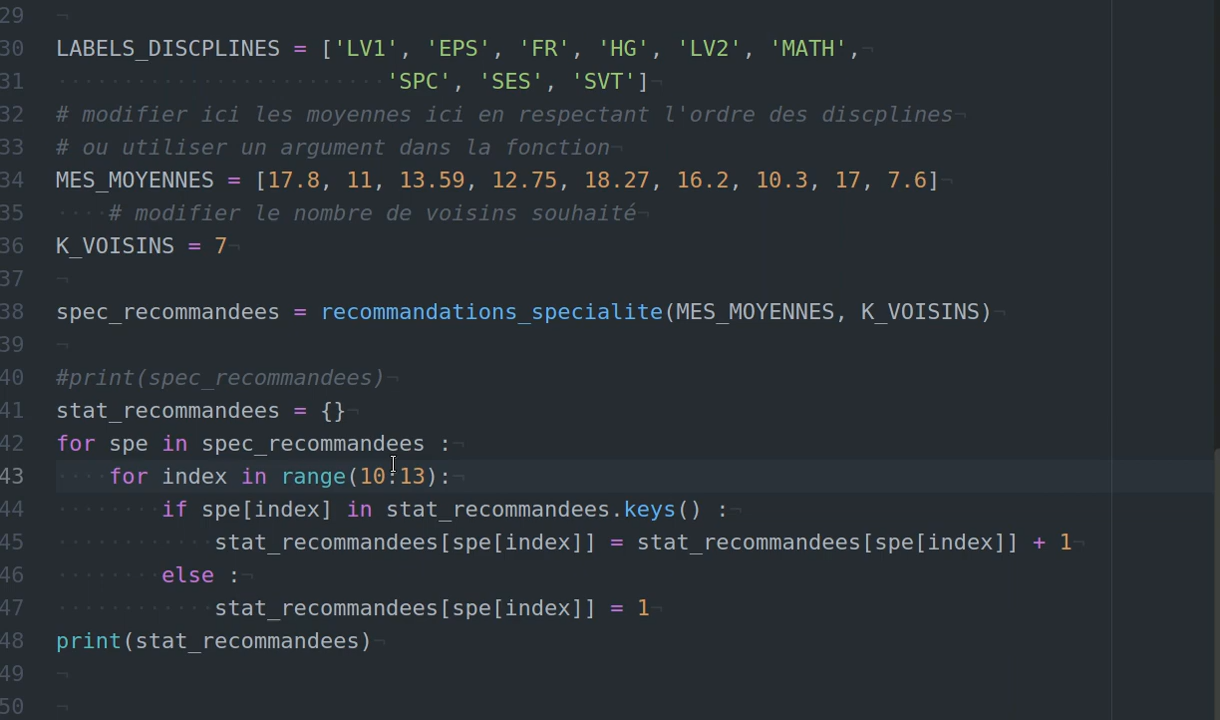 29
30 LABELS_DISCPLINES = ['LV1', 'EPS', 'FR', 'HG', 'LV2', 'MATH',¬
31 'SPC', 'SES', 'SVT']¬
32 # modifier ici les moyennes ici en respectant l'ordre des discplines¬
33 # ou utiliser un argument dans la fonction¬
34 MES_MOYENNES = [17.8, 11, 13.59, 12.75, 18.27, 16.2, 10.3, 17, 7.6]¬
35 # modifier le nombre de voisins souhaité¬
36 K_VOISINS = 7¬
37 ¬
38 spec_recommandees = recommandations_specialite(MES_MOYENNES, K_VOISINS)¬
39 ¬
40 #print(spec_recommandees)¬
41 stat_recommandees = {}¬
42 for spe in spec_recommandees :¬
43 for index in range(10:13):¬
44 if spe[index] in stat_recommandees.keys() :¬
45 stat_recommandees[spe[index]] = stat_recommandees[spe[index]] + 1¬
46 else :¬
47 stat_recommandees[spe[index]] = 1¬
48 print(stat_recommandees)¬
49 ¬
50 ¬